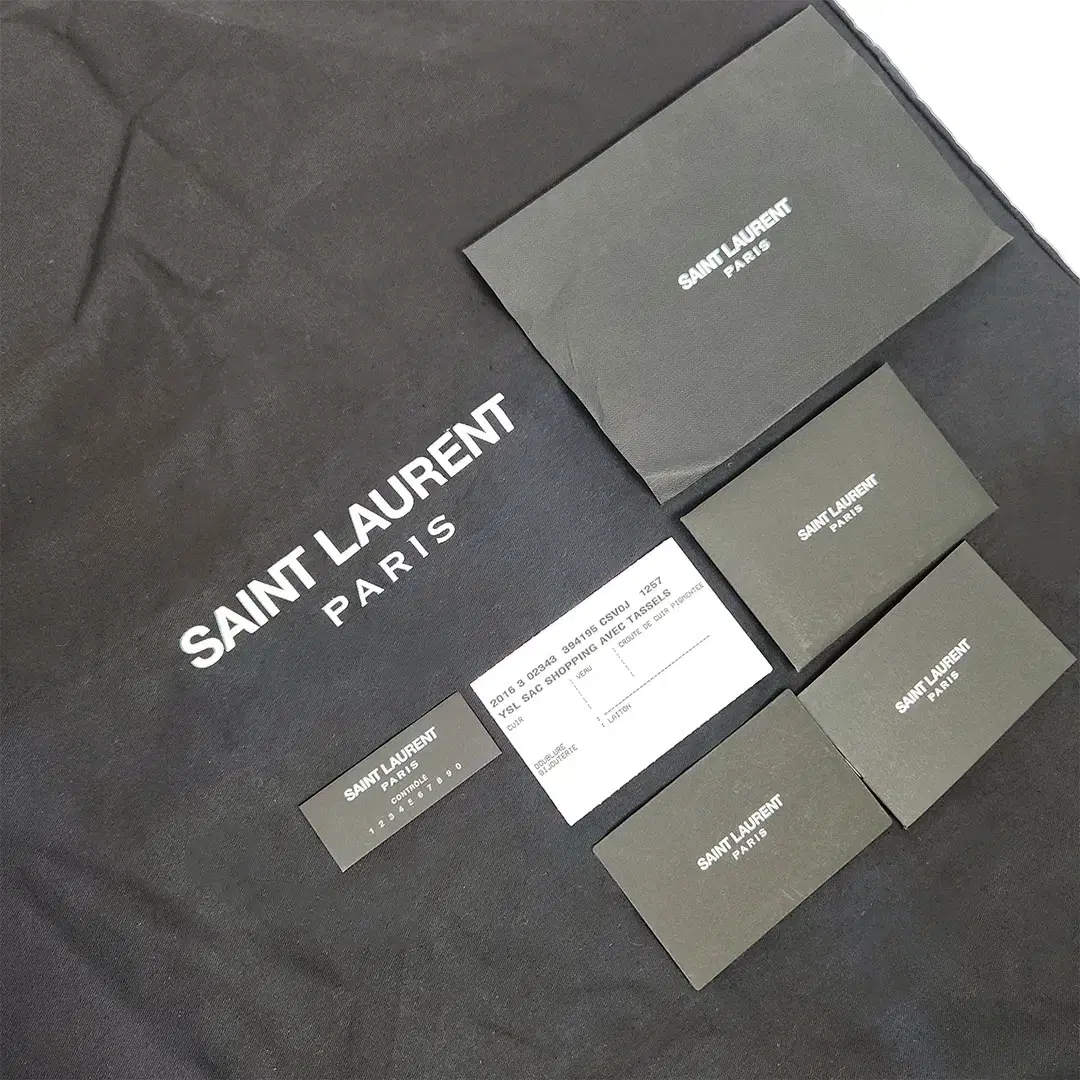 SAINT LAURENT
PARIS
SAINT LAURENT
PARIS
SAINT LAURENT
PARIS
SAINT LAURENT
PARIS
2016 3 02343 394195 CSV0J 1257
YSL SAC SHOPPING AVEC TASSELS
CUIR : VEAU : CROUTE DE CUIR PIGMENTEE
DOUBLURE :
BIJOUTERIE : LAITON
SAINT LAURENT
PARIS
CONTRÔLE
1 2 3 4 5 6 7 8 9 0
SAINT LAURENT
PARIS